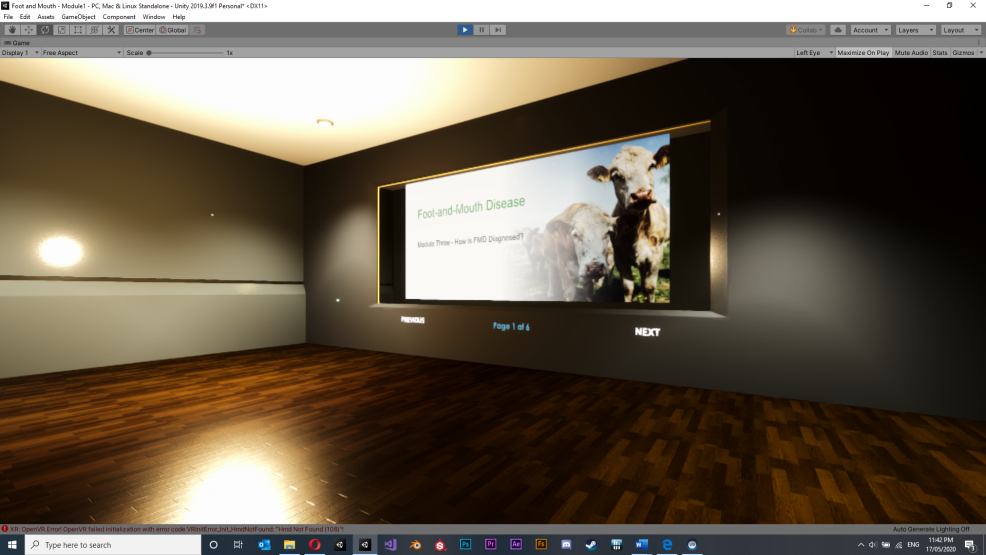 Foot and Mouth - Module1 - PC, Mac & Linux Standalone - Unity 2019.3.9f1 Personal* <DX11>
File Edit Assets GameObject Component Window Help
Center Global Collab Account Layers Layout
Game
Display 1 Free Aspect Scale 1x Left Eye Maximize On Play Mute Audio Stats Gizmos
Foot-and-Mouth Disease
Module Three - How is FMD Diagnosed?
PREVIOUS Page 1 of 6 NEXT
XR: OpenVR Error! OpenVR failed initialization with error code VRInitError_Init_HmdNotFound: "Hmd Not Found (108)"!
Auto Generate Lighting Off
Type here to search
ENG
11:42 PM
17/05/2020